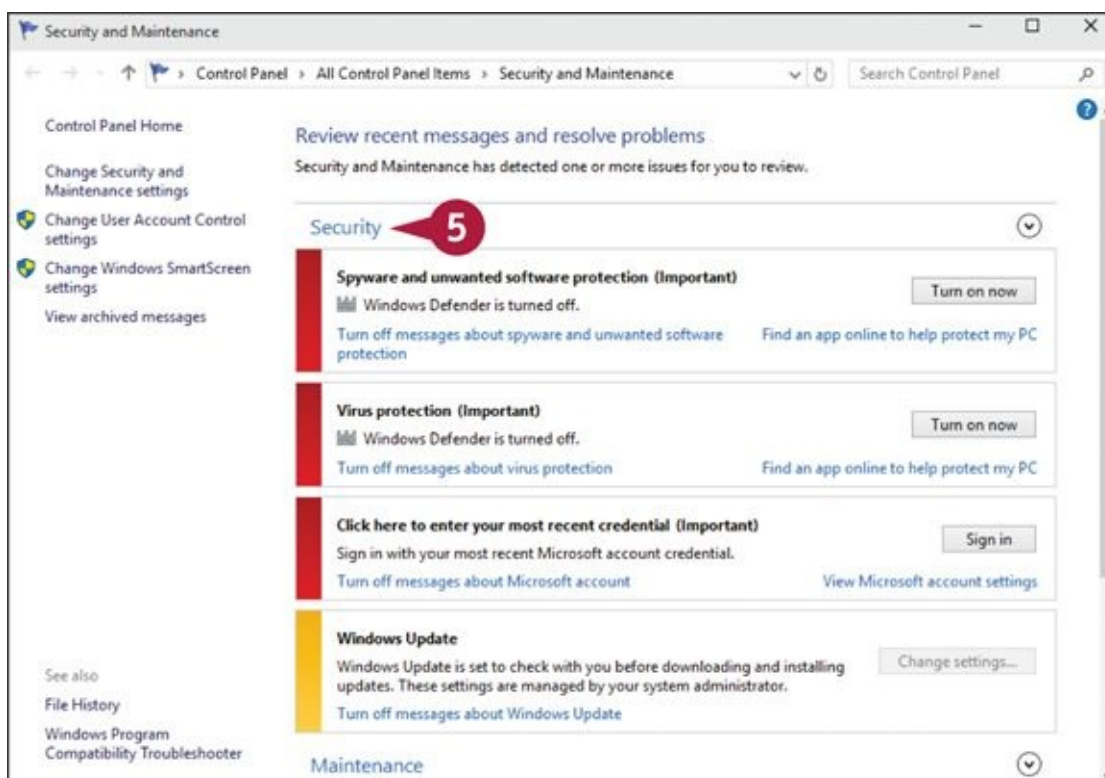 Security and Maintenance
Control Panel › All Control Panel Items › Security and Maintenance
Search Control Panel
Control Panel Home
Change Security and
Maintenance settings
Change User Account Control
settings
Change Windows SmartScreen
settings
View archived messages
See also
File History
Windows Program
Compatibility Troubleshooter
?
Review recent messages and resolve problems
Security and Maintenance has detected one or more issues for you to review.
Security 5
Spyware and unwanted software protection (Important)
Windows Defender is turned off.
Turn on now
Turn off messages about spyware and unwanted software
protection
Find an app online to help protect my PC
Virus protection (Important)
Windows Defender is turned off.
Turn on now
Turn off messages about virus protection
Find an app online to help protect my PC
Click here to enter your most recent credential (Important)
Sign in with your most recent Microsoft account credential.
Sign in
Turn off messages about Microsoft account
View Microsoft account settings
Windows Update
Windows Update is set to check with you before downloading and installing
updates. These settings are managed by your system administrator.
Change settings...
Turn off messages about Windows Update
Maintenance